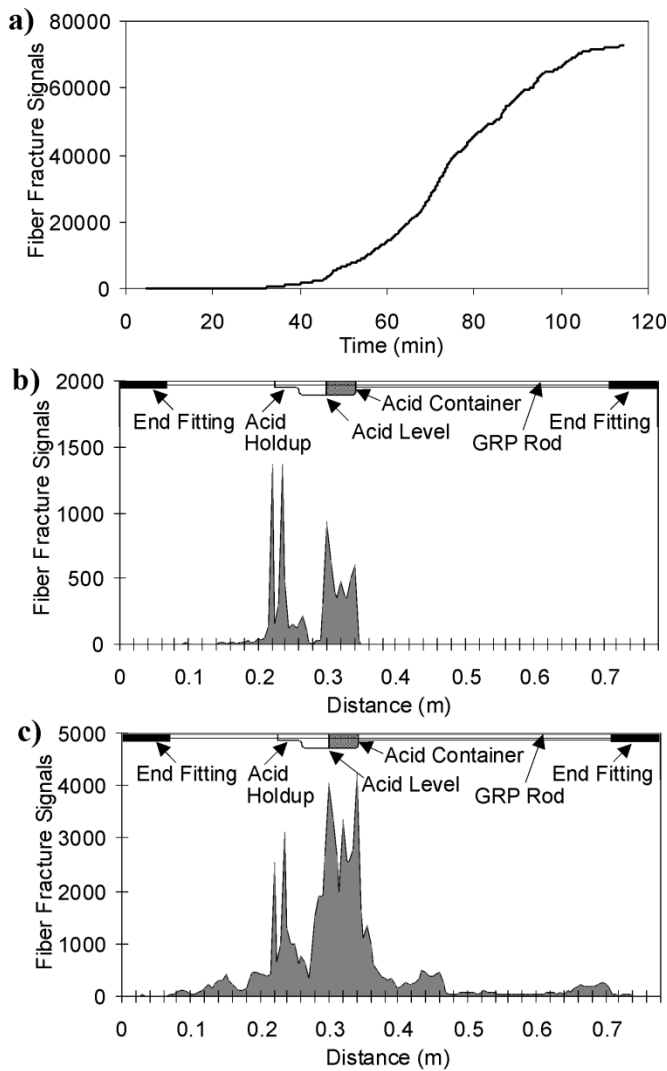 a)
80000
60000
40000
20000
0
Fiber Fracture Signals
0 20 40 60 80 100 120
Time (min)
b)
2000
1500
1000
500
0
Fiber Fracture Signals
End Fitting
Acid Holdup
Acid Level
Acid Container
GRP Rod
End Fitting
0 0.1 0.2 0.3 0.4 0.5 0.6 0.7
Distance (m)
c)
5000
4000
3000
2000
1000
0
Fiber Fracture Signals
End Fitting
Acid Holdup
Acid Level
Acid Container
GRP Rod
End Fitting
0 0.1 0.2 0.3 0.4 0.5 0.6 0.7
Distance (m)